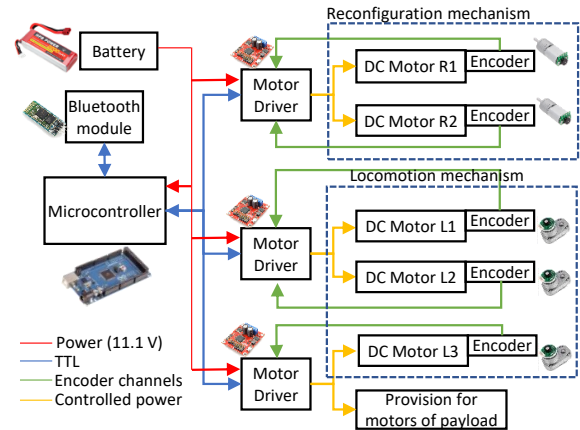 Reconfiguration mechanism
Battery
DC Motor R1
Encoder
Motor
Driver
Bluetooth
module
DC Motor R2
Encoder
Locomotion mechanism
Microcontroller
DC Motor L1
Encoder
Motor
Driver
DC Motor L2
Encoder
Power (11.1 V)
TTL
Encoder channels
Controlled power
Motor
Driver
DC Motor L3
Encoder
Provision for
motors of payload